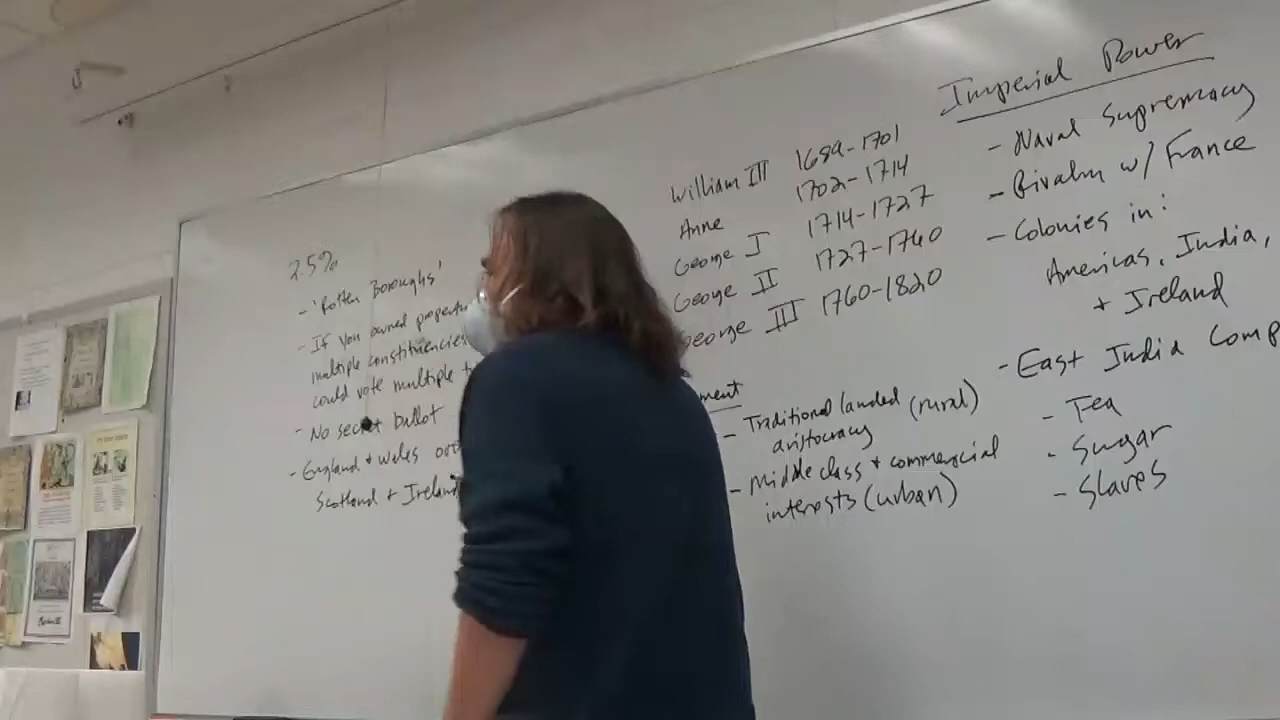 2.5%
- 'Rotten Boroughs'
- If You owned property
multiple constituencies
could vote multiple
- No secret ballot
- England + Wales
Scotland + Ireland
William III 1689-1701
Anne 1702-1714
George I 1714-1727
George II 1727-1760
George III 1760-1820
ment
- Traditional landed (rural)
aristocracy
- Middle class + commercial
interests (urban)
Imperial Power
- Naval Supremacy
- Rivalry w/ France
- Colonies in:
Americas, India,
+ Ireland
- East India Comp
- Tea
- Sugar
- Slaves